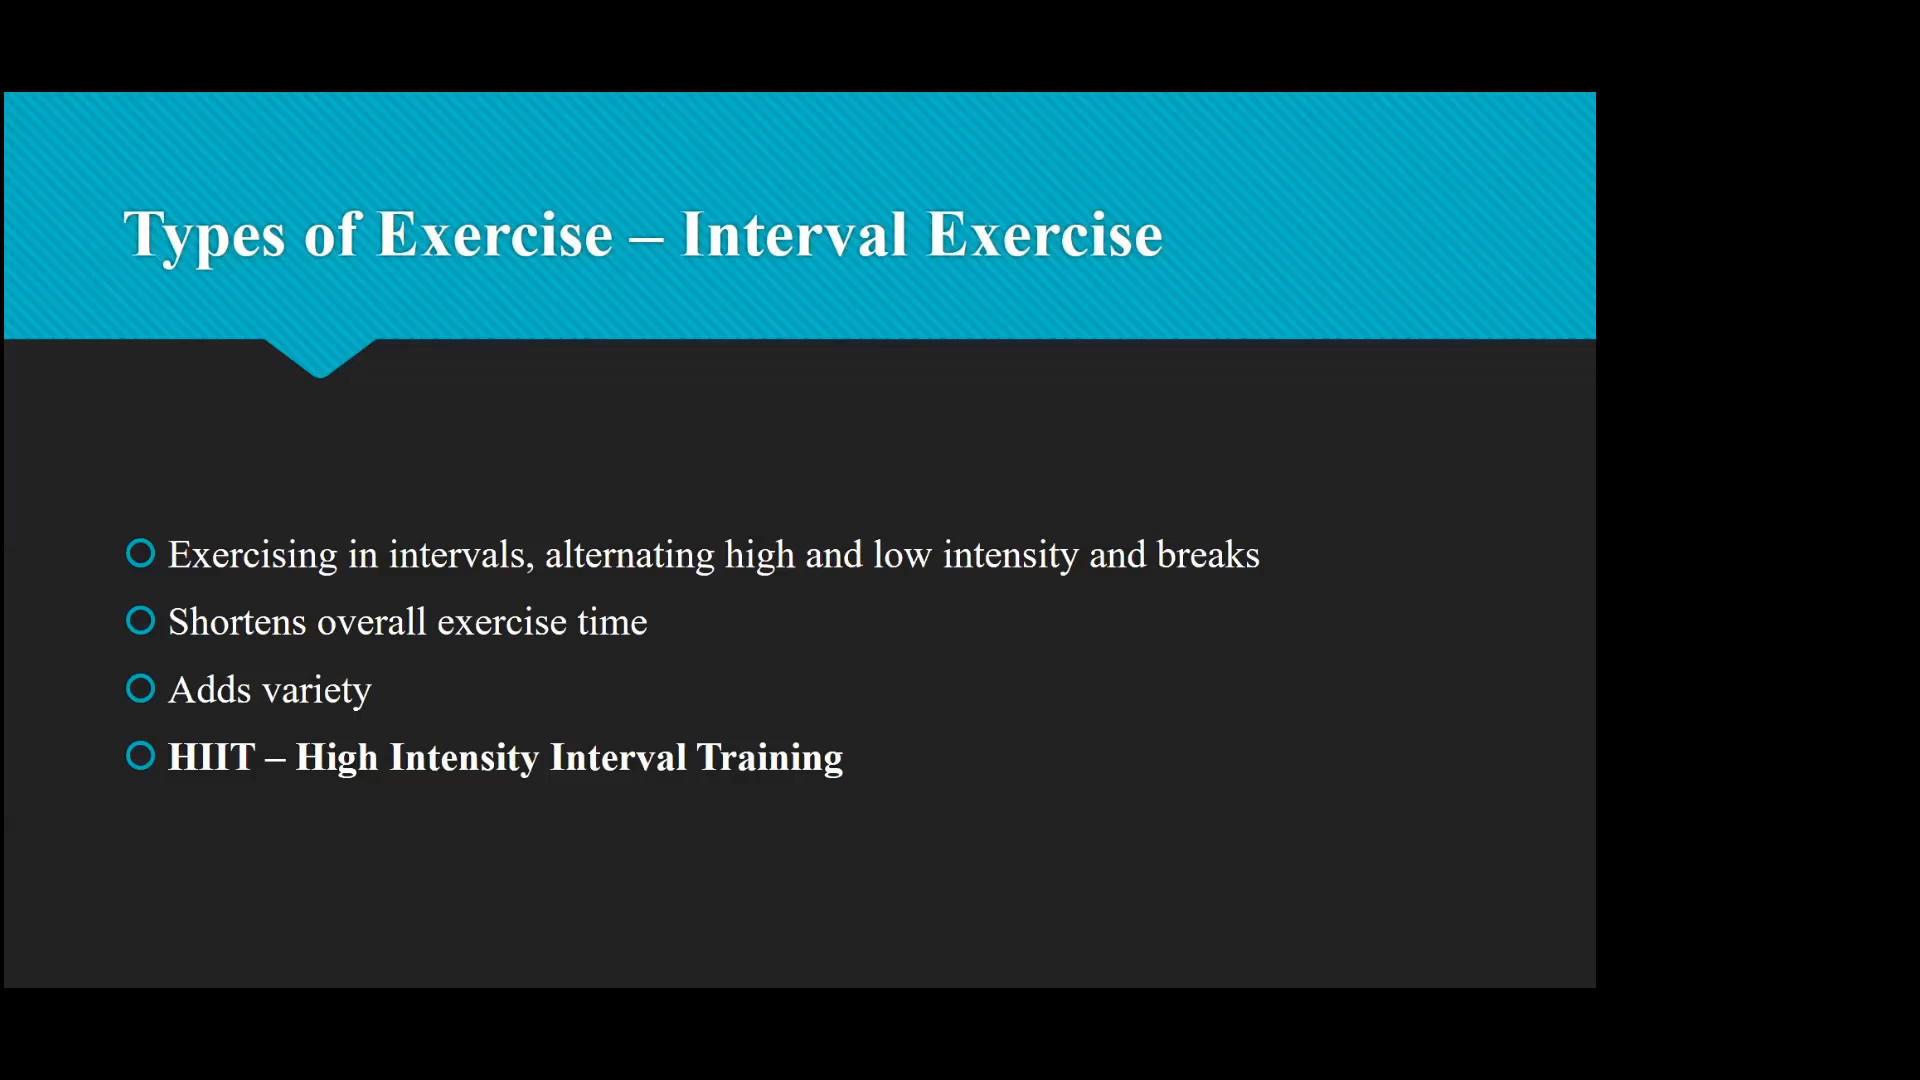 Types of Exercise – Interval Exercise
Exercising in intervals, alternating high and low intensity and breaks
Shortens overall exercise time
Adds variety
HIIT – High Intensity Interval Training